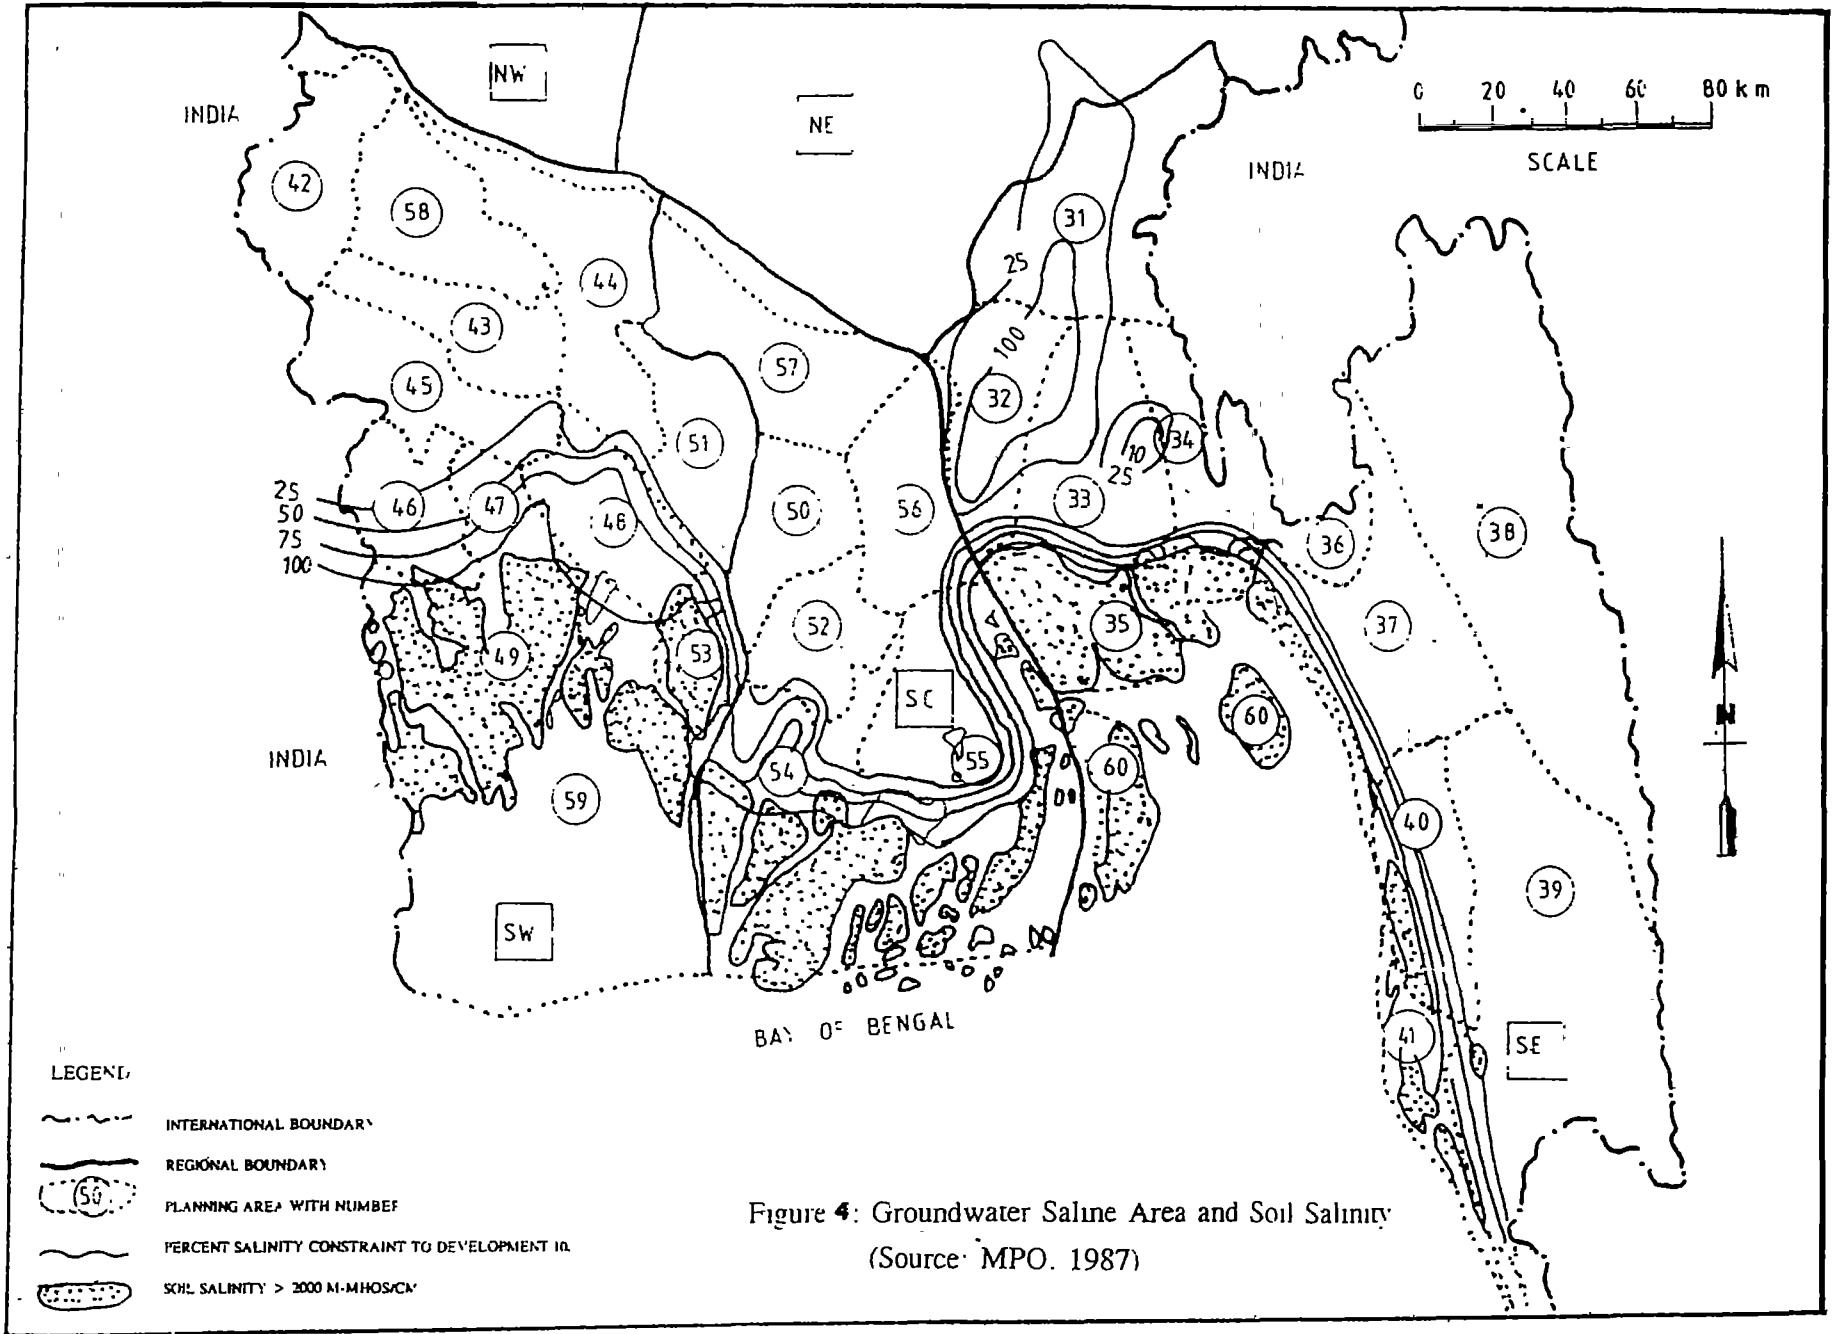 NW
NE
INDIA
INDIA
0 20 40 60 80 km
SCALE
42
58
31
44
25
43
100
57
45
32
51
34
10
25
25
50
75
100
46
47
48
50
56
33
36
38
35
37
52
49
53
SC
60
INDIA
54
55
60
59
40
39
SW
N
BAY OF BENGAL
41
SE
LEGEND
INTERNATIONAL BOUNDARY
REGIONAL BOUNDARY
50
PLANNING AREA WITH NUMBER
PERCENT SALINITY CONSTRAINT TO DEVELOPMENT
SOIL SALINITY > 2000 M-MHOS/CM
Figure 4: Groundwater Saline Area and Soil Salinity
(Source: MPO. 1987)